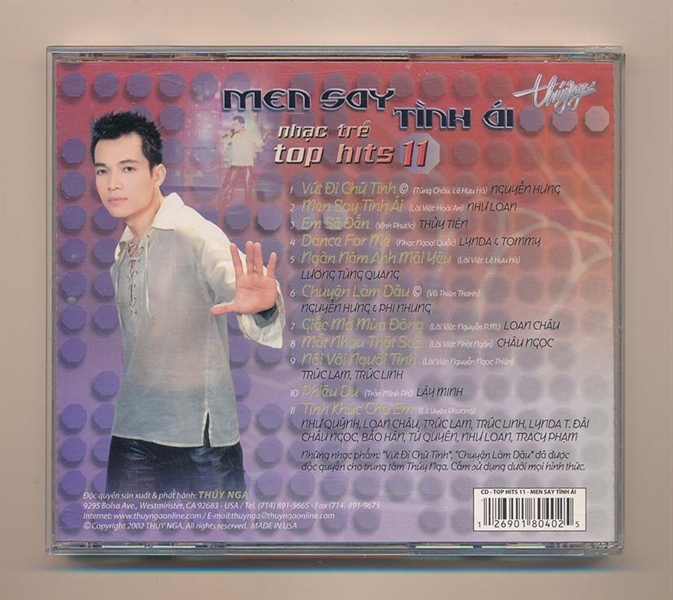 MEN SAY
TÌNH ÁI
Thúy Nga
nhạc trẻ
top hits 11
1 Vứt Đi Chữ Tình © (Tùng Châu, Lê Hựu Hà) NGUYỄN HƯNG
2 Men Say Tình Ái (Lời Việt: Hoài An) NHƯ LOAN
3 Em Sẽ Đến (Vĩnh Phước) THỦY TIÊN
4 Dance For Me (Nhạc Ngoại Quốc) LYNDA & TOMMY
5 Ngàn Năm Anh Mãi Yêu (Lời Việt: Lê Hựu Hà)
LƯƠNG TÙNG QUANG
6 Chuyện Làm Dâu © (Võ Thiện Thanh)
NGUYỄN HƯNG & PHI NHUNG
7 Giấc Mơ Mùa Đông (Lời Việt: Nguyễn P.M.) LOAN CHÂU
8 Mất Nhau Thật Sao (Lời Việt: Nhật Ngân) CHÂU NGỌC
9 Nói Với Người Tình (Lời Việt: Nguyễn Ngọc Thiện)
TRÚC LAM, TRÚC LINH
10 Phiêu Du (Trần Minh Phi) LAY MINH
11 Tình Khúc Cho Em (Lê Uyên Phương)
NHƯ QUỲNH, LOAN CHÂU, TRÚC LAM, TRÚC LINH, LYNDA T. ĐÀI
CHÂU NGỌC, BẢO HÂN, TÚ QUYÊN, NHƯ LOAN, TRACY PHẠM
Những nhạc phẩm: "Vứt Đi Chữ Tình", "Chuyện Làm Dâu" đã được
độc quyền cho trung tâm Thúy Nga. Cấm sử dụng dưới mọi hình thức.
Độc quyền sản xuất & phát hành: THÚY NGA
9295 Bolsa Ave., Westminster, CA 92683 - USA / Tel. (714) 891-8665 - Fax (714) 891-9673
Internet: www.thuyngaonline.com / E-mail: thuynga@thuyngaonline.com
© Copyright 2002 THUY NGA. All rights reserved. MADE IN USA
CD - TOP HITS 11 - MEN SAY TÌNH ÁI
1 26901 80402 5